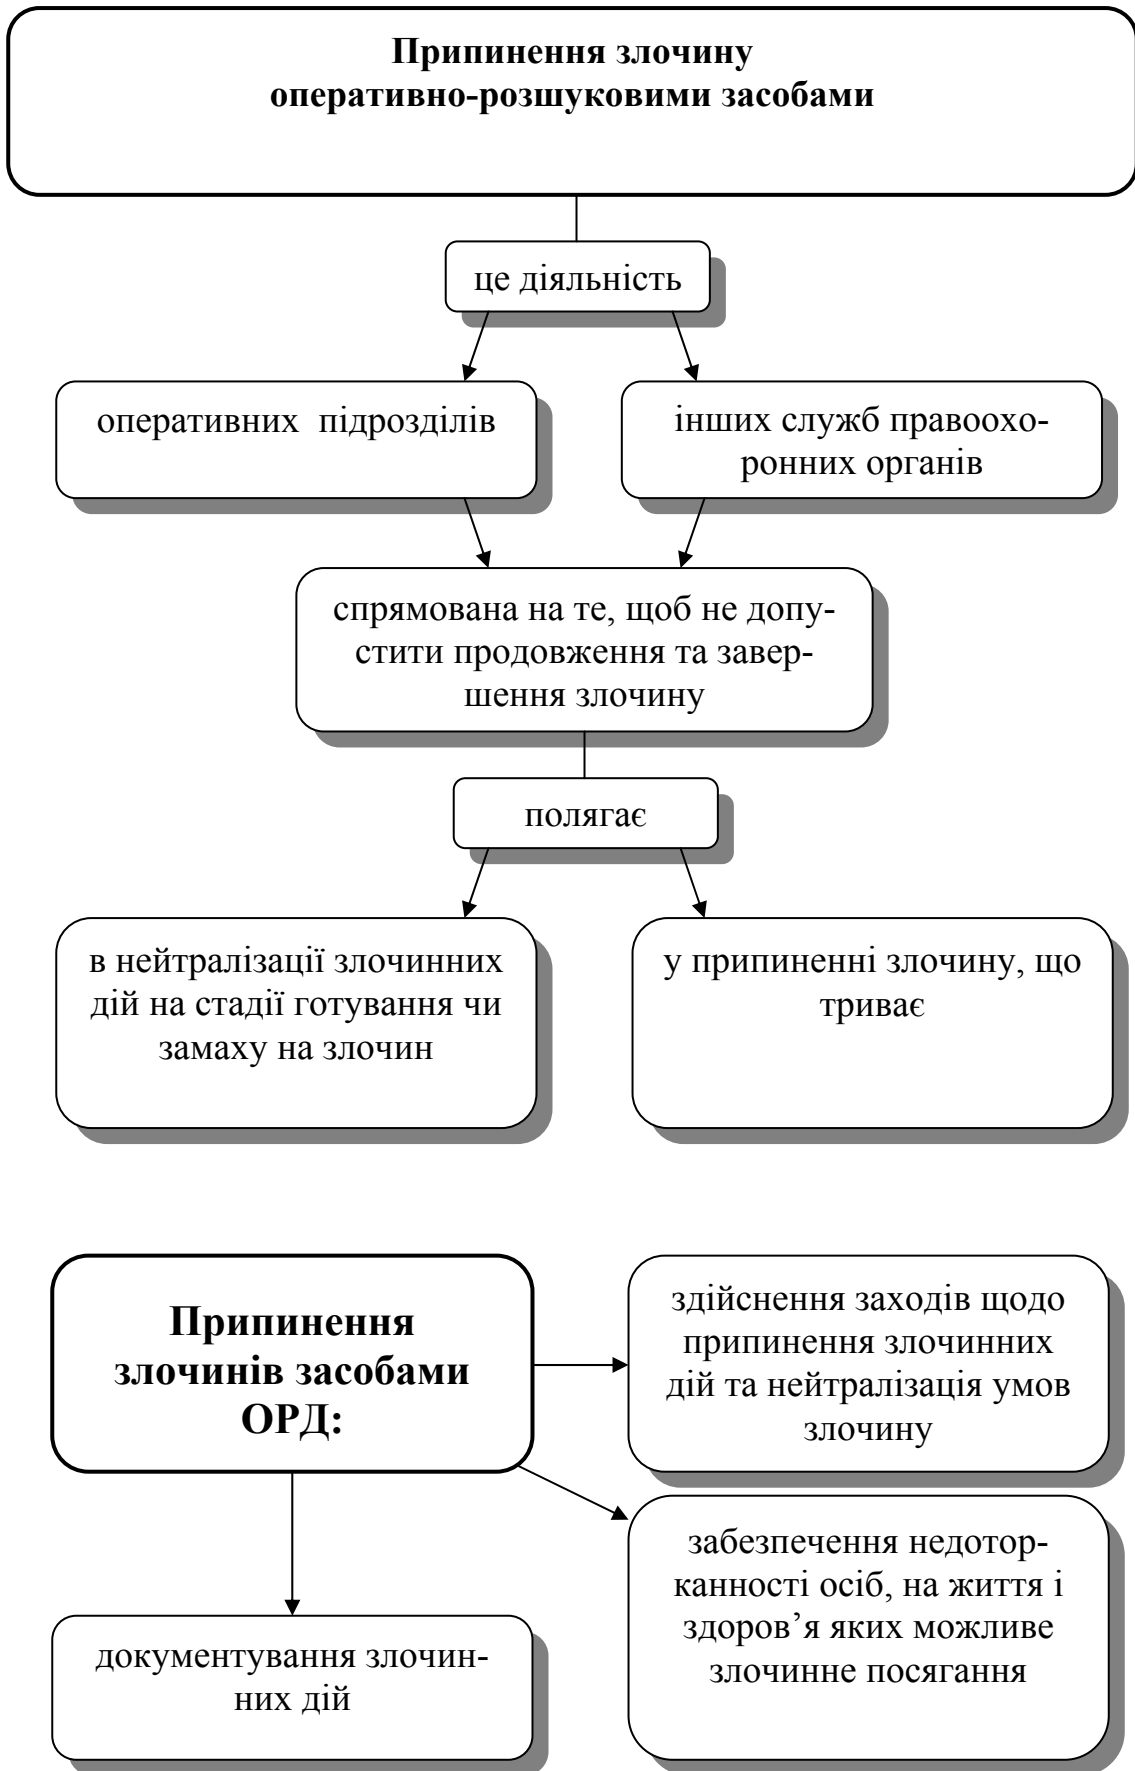 Припинення злочину
оперативно-розшуковими засобами
це діяльність
оперативних підрозділів
інших служб правоохо-
ронних органів
спрямована на те, щоб не допу-
стити продовження та завер-
шення злочину
полягає
в нейтралізації злочинних
дій на стадії готування чи
замаху на злочин
у припиненні злочину, що
триває
Припинення
злочинів засобами
ОРД:
здійснення заходів щодо
припинення злочинних
дій та нейтралізація умов
злочину
забезпечення недотор-
канності осіб, на життя і
здоров’я яких можливе
злочинне посягання
документування злочин-
них дій